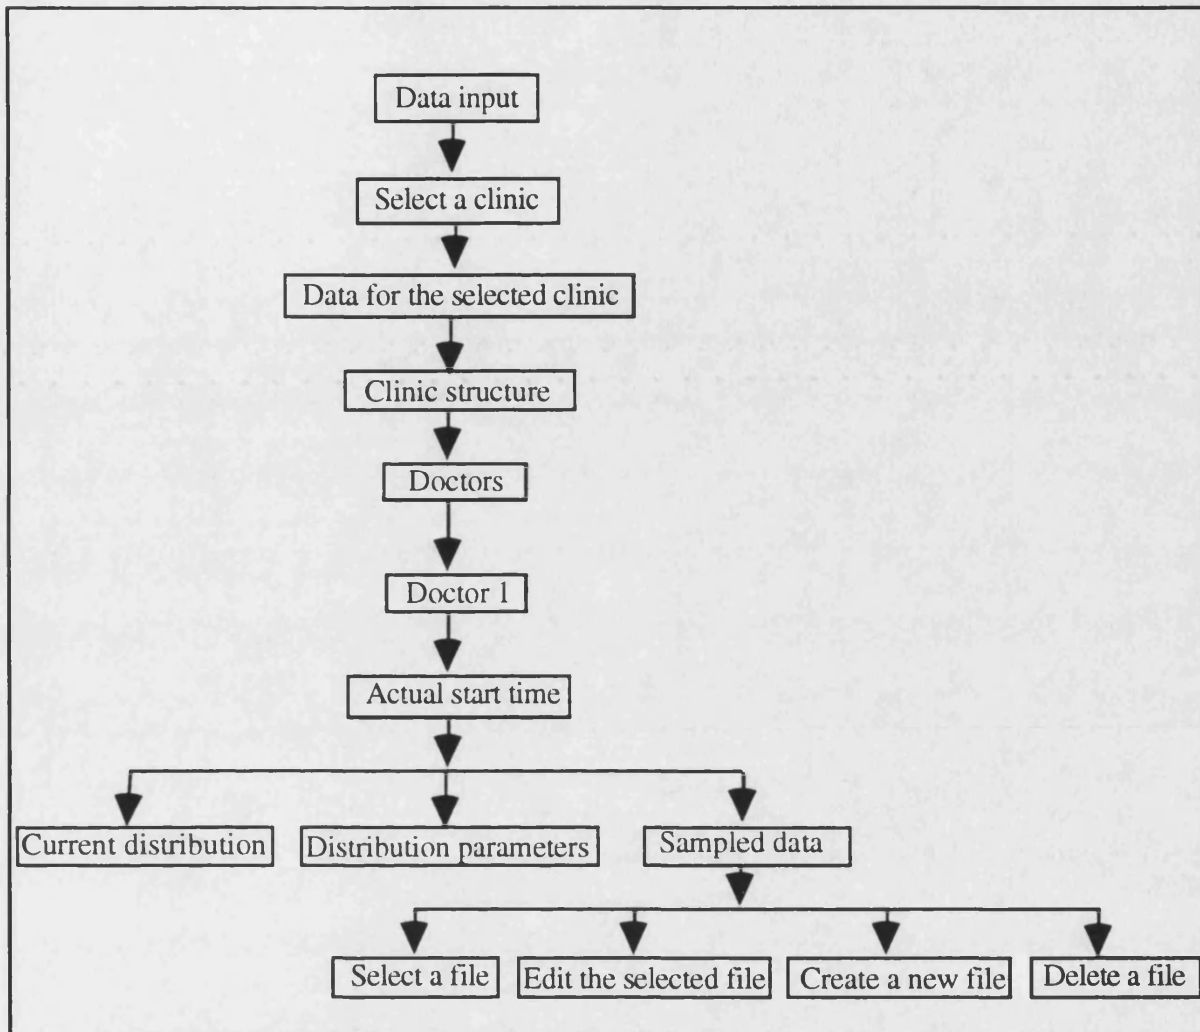 Data input
Select a clinic
Data for the selected clinic
Clinic structure
Doctors
Doctor 1
Actual start time
Current distribution
Distribution parameters
Sampled data
Select a file
Edit the selected file
Create a new file
Delete a file